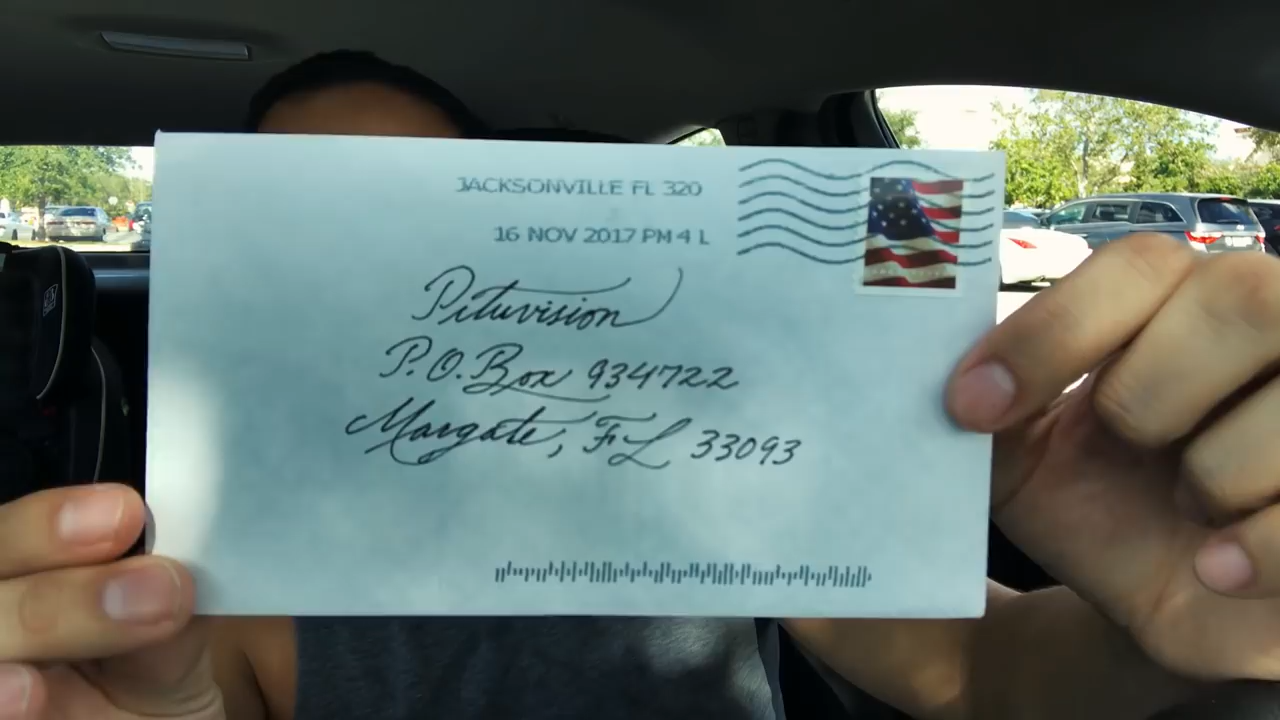 JACKSONVILLE FL 320
16 NOV 2017 PM 4 L
Pituvision
P.O. Box 934722
Margate, FL 33093